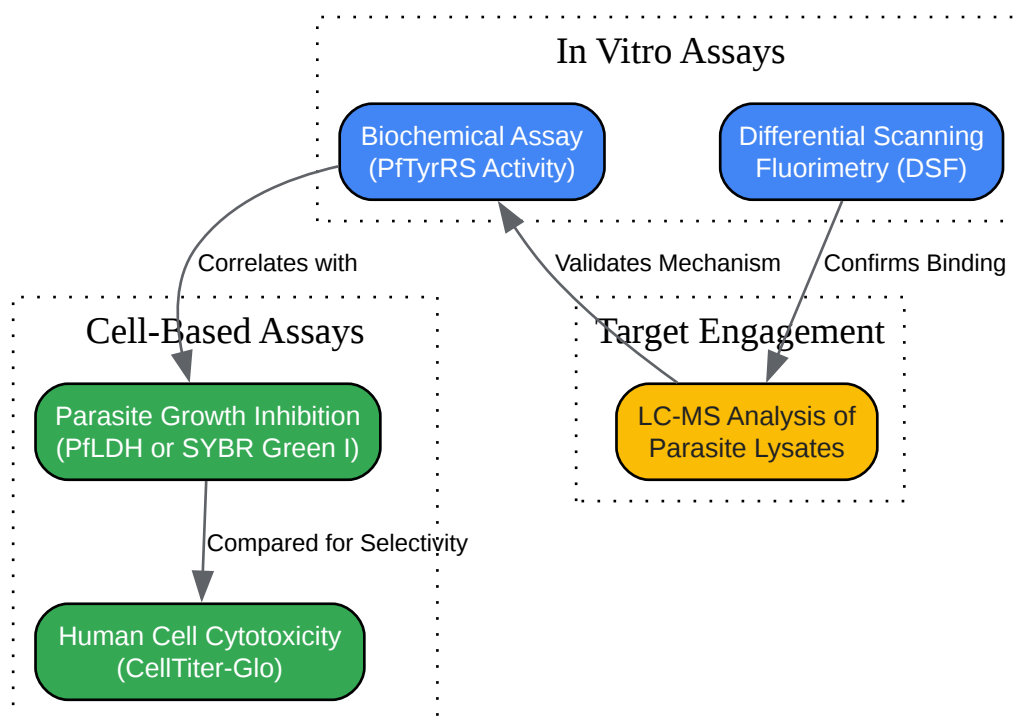 In Vitro Assays
Biochemical Assay
(PfTyrRS Activity)
Differential Scanning
Fluorimetry (DSF)
Correlates with
Validates Mechanism
Confirms Binding
Cell-Based Assays
Target Engagement
Parasite Growth Inhibition
(PfLDH or SYBR Green I)
LC-MS Analysis of
Parasite Lysates
Compared for Selectivity
Human Cell Cytotoxicity
(CellTiter-Glo)